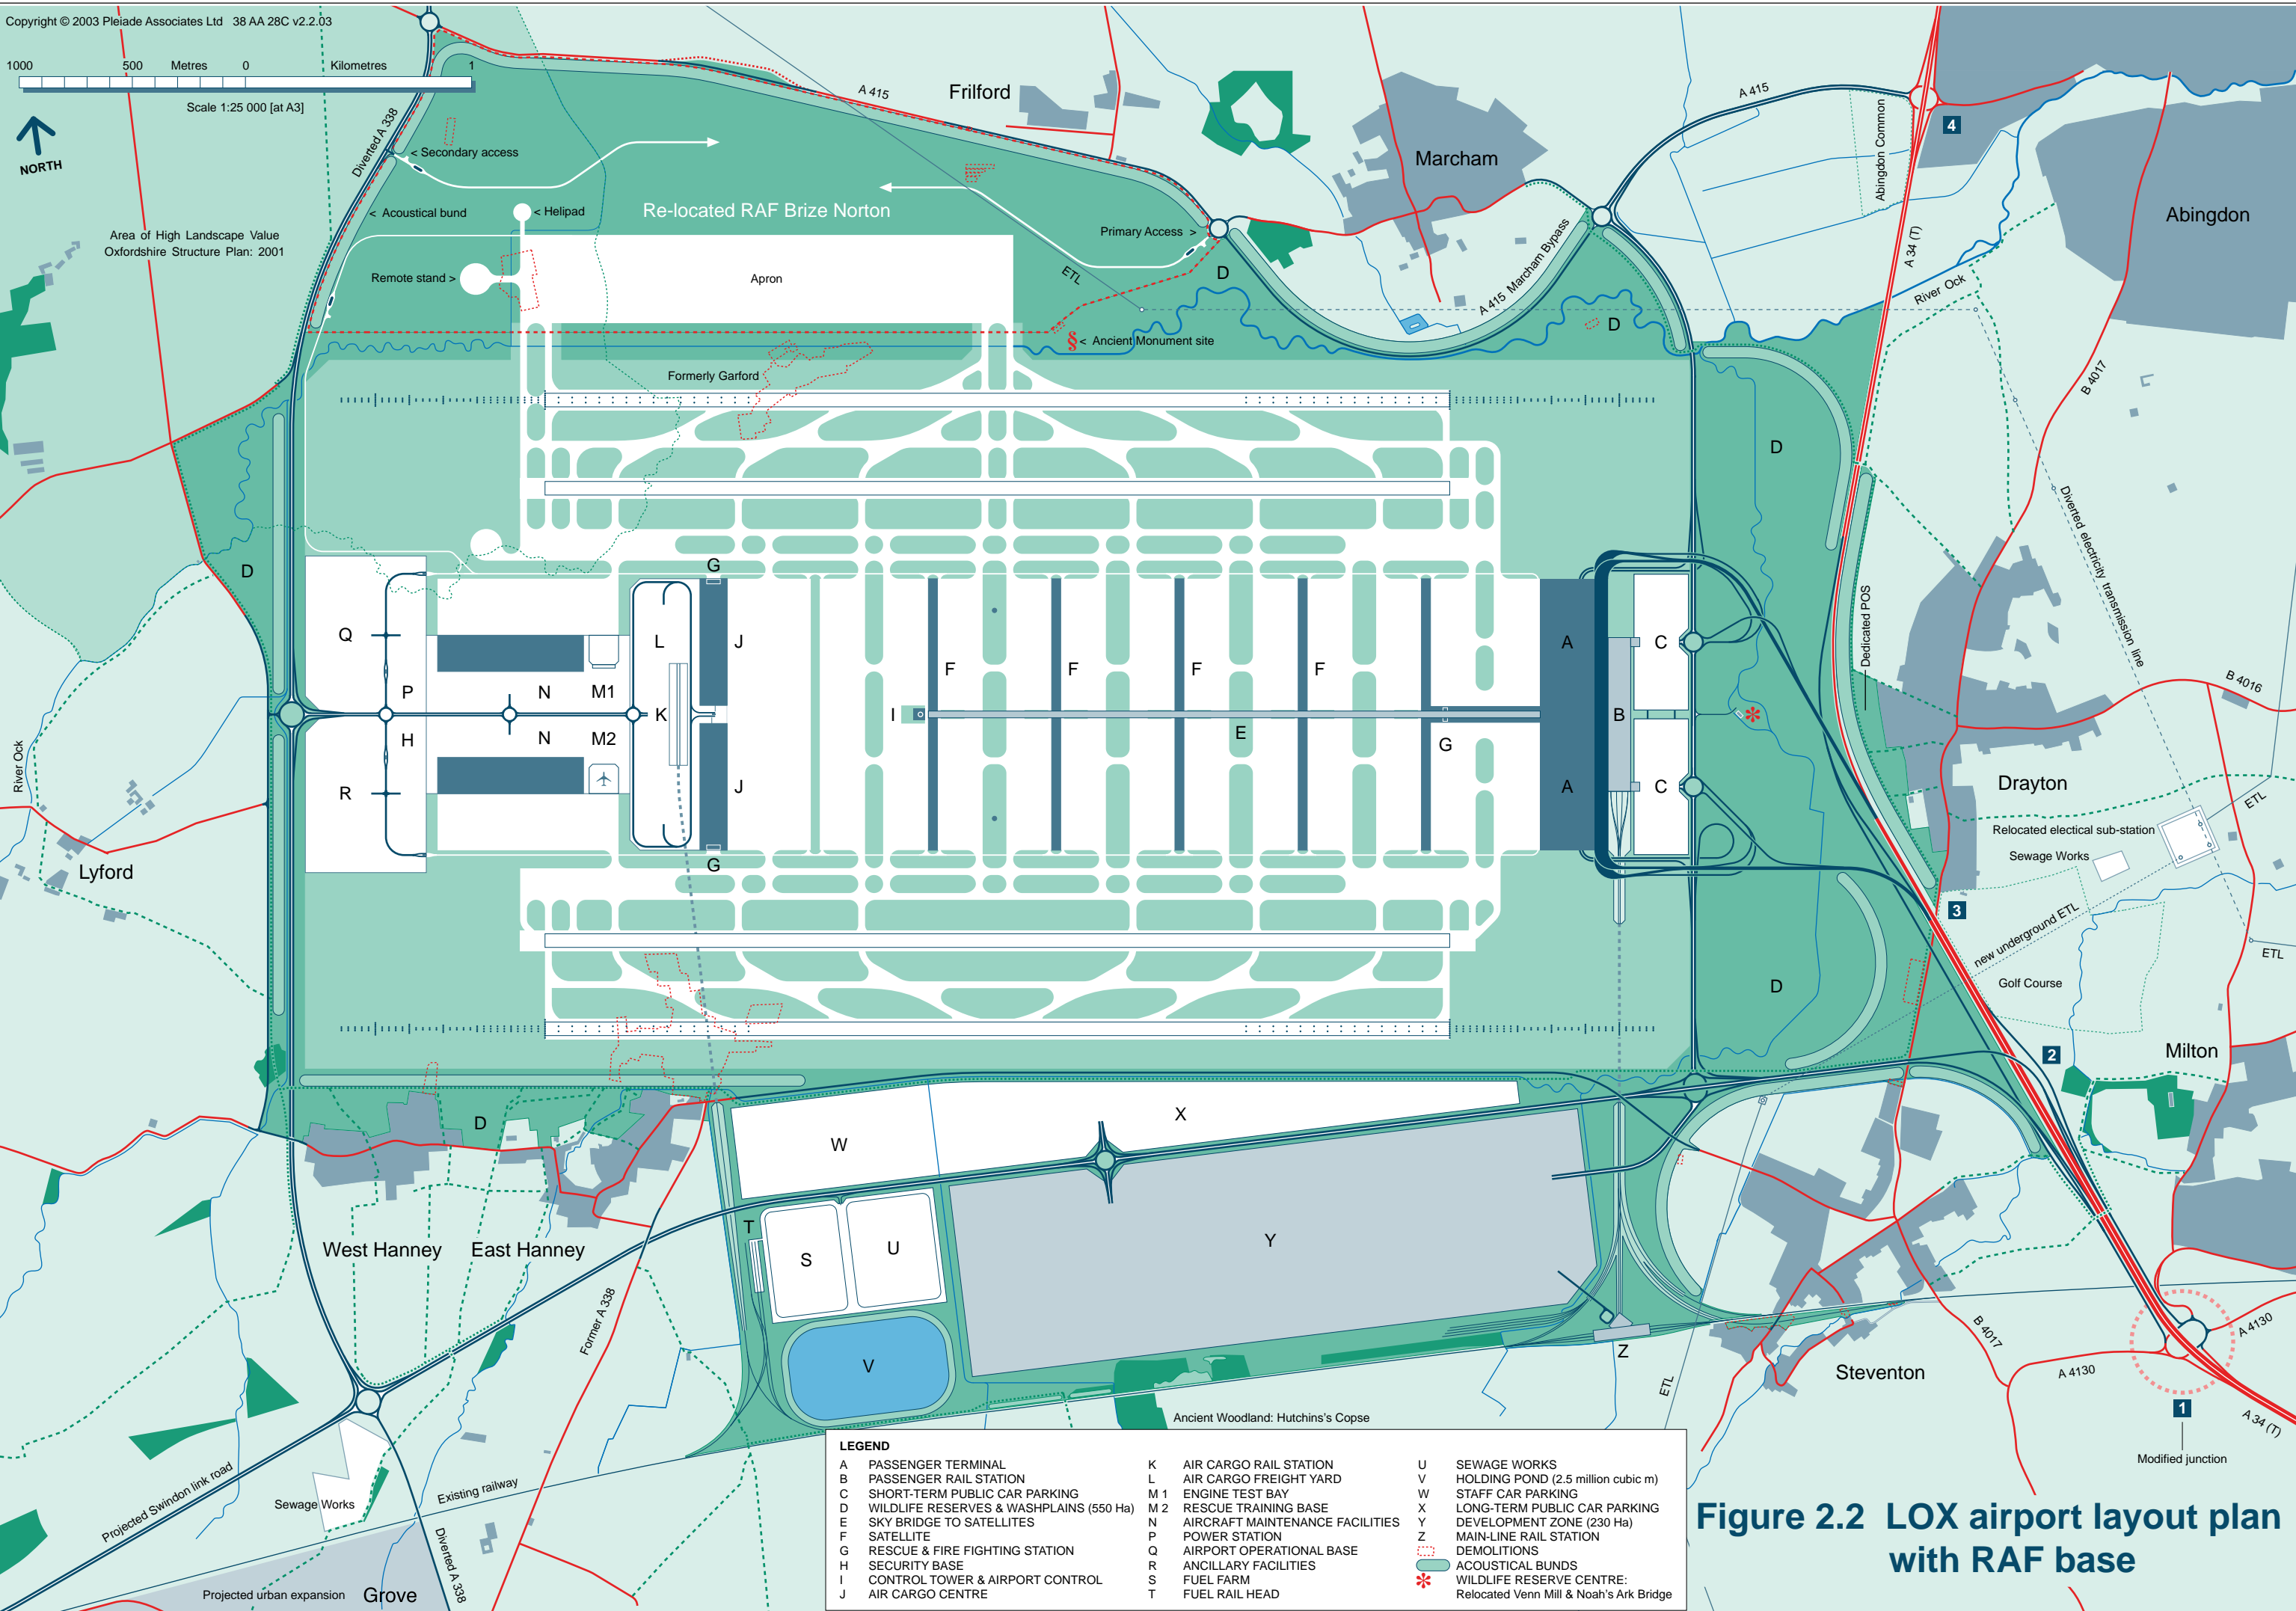 Copyright © 2003 Pleiade Associates Ltd 38 AA 28C v2.2.03
1000 500 Metres 0 Kilometres 1
Scale 1:25 000 [at A3]
NORTH
Diverted A 338
< Secondary access
< Acoustical bund
< Helipad
Re-located RAF Brize Norton
Area of High Landscape Value
Oxfordshire Structure Plan: 2001
Remote stand >
Apron
A 415
Frilford
Primary Access >
ETL
D
Marcham
A 415
Abingdon Common
4
Abingdon
A 34 (T)
River Ock
A 415 Marcham Bypass
D
< Ancient Monument site
§
Formerly Garford
B 4017
D
D
Diverted electricity transmission line
Dedicated POS
G
Q
L
J
F
F
F
F
A
C
P
N
M1
K
I
B
B 4016
H
N
M2
E
G
R
J
A
C
G
River Ock
Lyford
Drayton
ETL
Relocated electical sub-station
Sewage Works
3
new underground ETL
ETL
Golf Course
D
2
Milton
D
X
W
T
S
U
Y
West Hanney
East Hanney
Former A 338
V
Z
ETL
Steventon
B 4017
A 4130
A 4130
1
A 34 (T)
Modified junction
Ancient Woodland: Hutchins's Copse
Projected Swindon link road
Sewage Works
Existing railway
Diverted A 338
Projected urban expansion
Grove
LEGEND
A PASSENGER TERMINAL
B PASSENGER RAIL STATION
C SHORT-TERM PUBLIC CAR PARKING
D WILDLIFE RESERVES & WASHPLAINS (550 Ha)
E SKY BRIDGE TO SATELLITES
F SATELLITE
G RESCUE & FIRE FIGHTING STATION
H SECURITY BASE
I CONTROL TOWER & AIRPORT CONTROL
J AIR CARGO CENTRE
K AIR CARGO RAIL STATION
L AIR CARGO FREIGHT YARD
M 1 ENGINE TEST BAY
M 2 RESCUE TRAINING BASE
N AIRCRAFT MAINTENANCE FACILITIES
P POWER STATION
Q AIRPORT OPERATIONAL BASE
R ANCILLARY FACILITIES
S FUEL FARM
T FUEL RAIL HEAD
U SEWAGE WORKS
V HOLDING POND (2.5 million cubic m)
W STAFF CAR PARKING
X LONG-TERM PUBLIC CAR PARKING
Y DEVELOPMENT ZONE (230 Ha)
Z MAIN-LINE RAIL STATION
DEMOLITIONS
ACOUSTICAL BUNDS
WILDLIFE RESERVE CENTRE:
Relocated Venn Mill & Noah's Ark Bridge
Figure 2.2 LOX airport layout plan
with RAF base